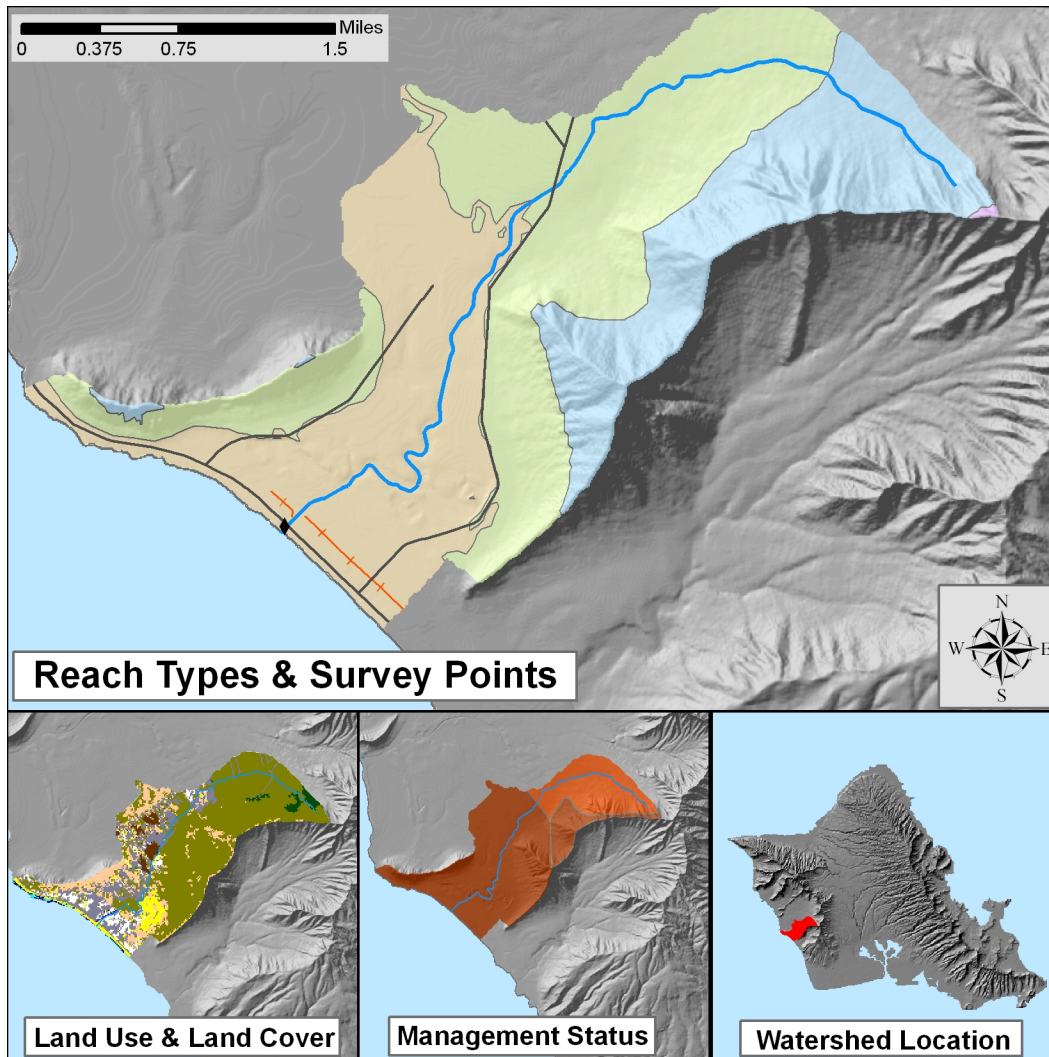 Miles
0 0.375 0.75 1.5
N
W E
S
Reach Types & Survey Points
Land Use & Land Cover
Management Status
Watershed Location